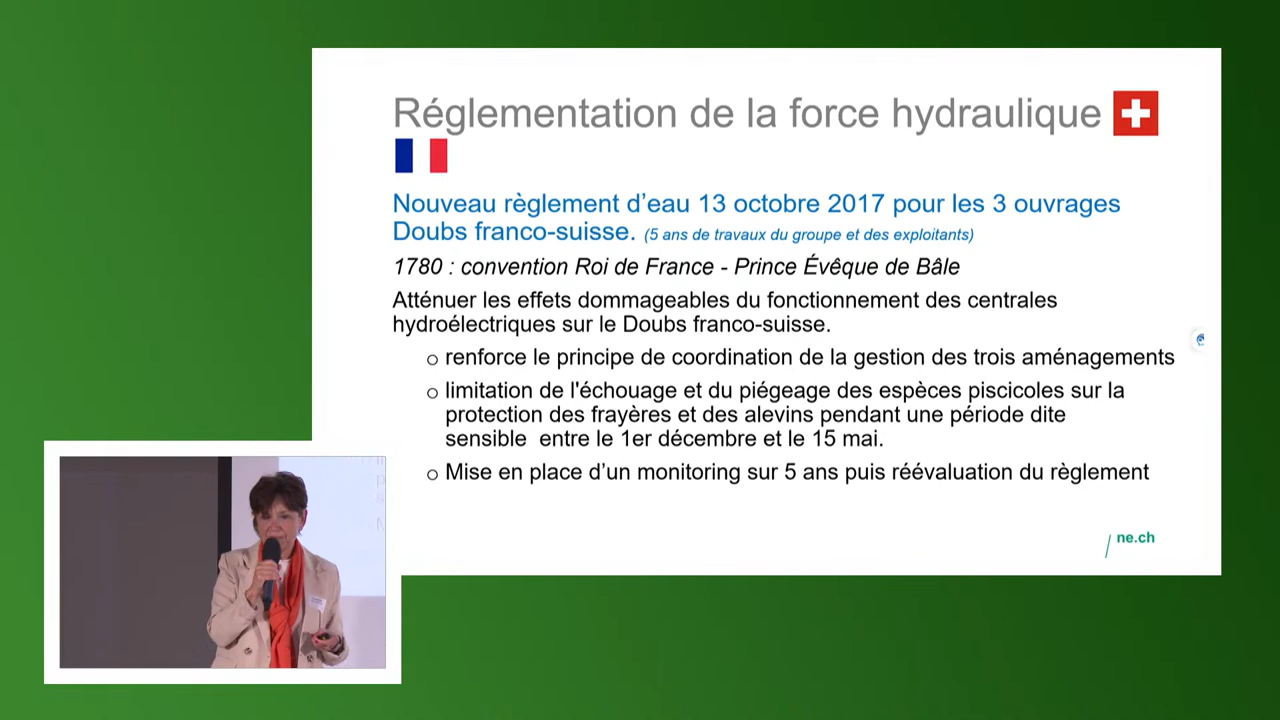 Réglementation de la force hydraulique
Nouveau règlement d’eau 13 octobre 2017 pour les 3 ouvrages
Doubs franco-suisse. (5 ans de travaux du groupe et des exploitants)
1780 : convention Roi de France - Prince Évêque de Bâle
Atténuer les effets dommageables du fonctionnement des centrales
hydroélectriques sur le Doubs franco-suisse.
o renforce le principe de coordination de la gestion des trois aménagements
o limitation de l'échouage et du piégeage des espèces piscicoles sur la
protection des frayères et des alevins pendant une période dite
sensible entre le 1er décembre et le 15 mai.
o Mise en place d’un monitoring sur 5 ans puis réévaluation du règlement
ne.ch